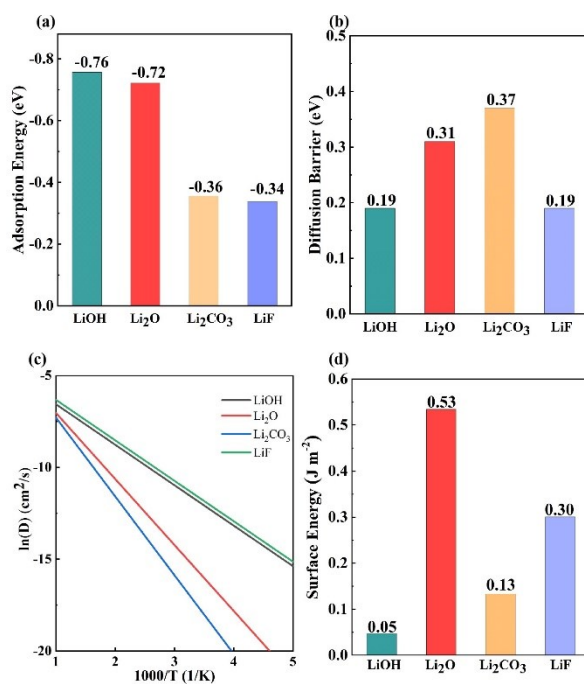 (a)
Adsorption Energy (eV)
-0.8
-0.6
-0.4
-0.2
0.0
-0.76
-0.72
-0.36
-0.34
LiOH
Li₂O
Li₂CO₃
LiF
(b)
Diffusion Barrier (eV)
0.5
0.4
0.3
0.2
0.1
0.0
0.19
0.31
0.37
0.19
LiOH
Li₂O
Li₂CO₃
LiF
(c)
ln(D) (cm²/s)
-5
-10
-15
-20
LiOH
Li₂O
Li₂CO₃
LiF
1
2
3
4
5
1000/T (1/K)
(d)
Surface Energy (J m⁻²)
0.6
0.5
0.4
0.3
0.2
0.1
0.0
0.05
0.53
0.13
0.30
LiOH
Li₂O
Li₂CO₃
LiF